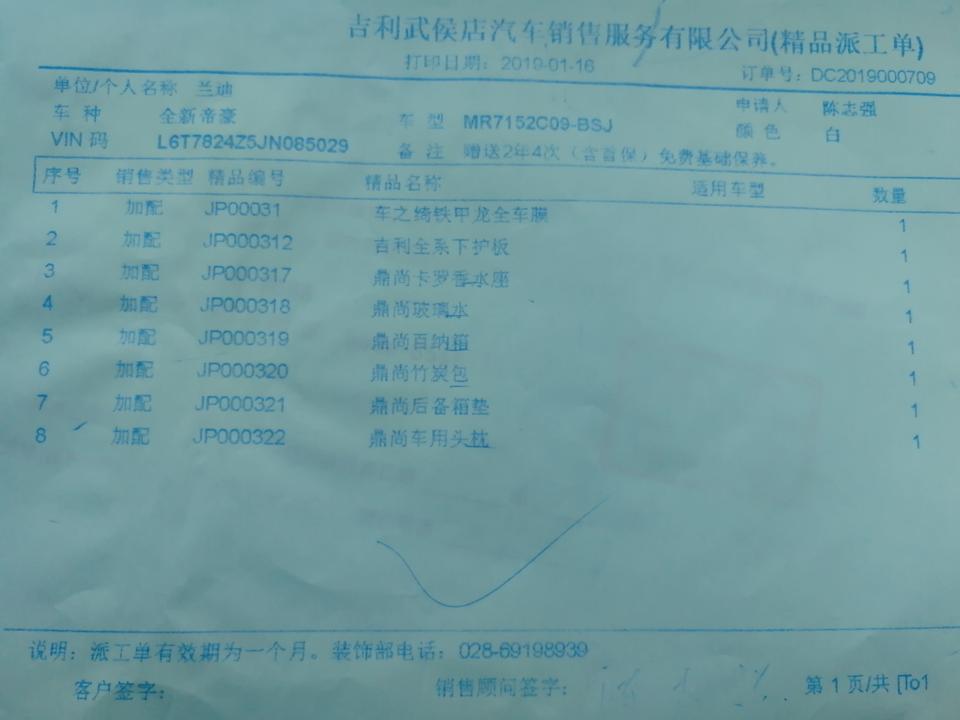 吉利武侯店汽车销售服务有限公司(精品派工单)
打印日期：2019-01-16 订单号：DC2019000709
单位/个人名称 兰迪 申请人 陈志强
车 种 全新帝豪 车 型 MR7152C09-BSJ 颜 色 白
VIN 码 L6T7824Z5JN085029 备 注 赠送2年4次（含首保）免费基础保养。
序号 销售类型 精品编号 精品名称 适用车型 数量
1 加配 JP00031 车之绮铁甲龙全车膜 1
2 加配 JP000312 吉利全系下护板 1
3 加配 JP000317 鼎尚卡罗香水座 1
4 加配 JP000318 鼎尚玻璃水 1
5 加配 JP000319 鼎尚百纳箱 1
6 加配 JP000320 鼎尚竹炭包 1
7 加配 JP000321 鼎尚后备箱垫 1
8 加配 JP000322 鼎尚车用头枕 1
说明：派工单有效期为一个月。装饰部电话：028-69198939
客户签字： 销售顾问签字： 第 1 页/共 [To1